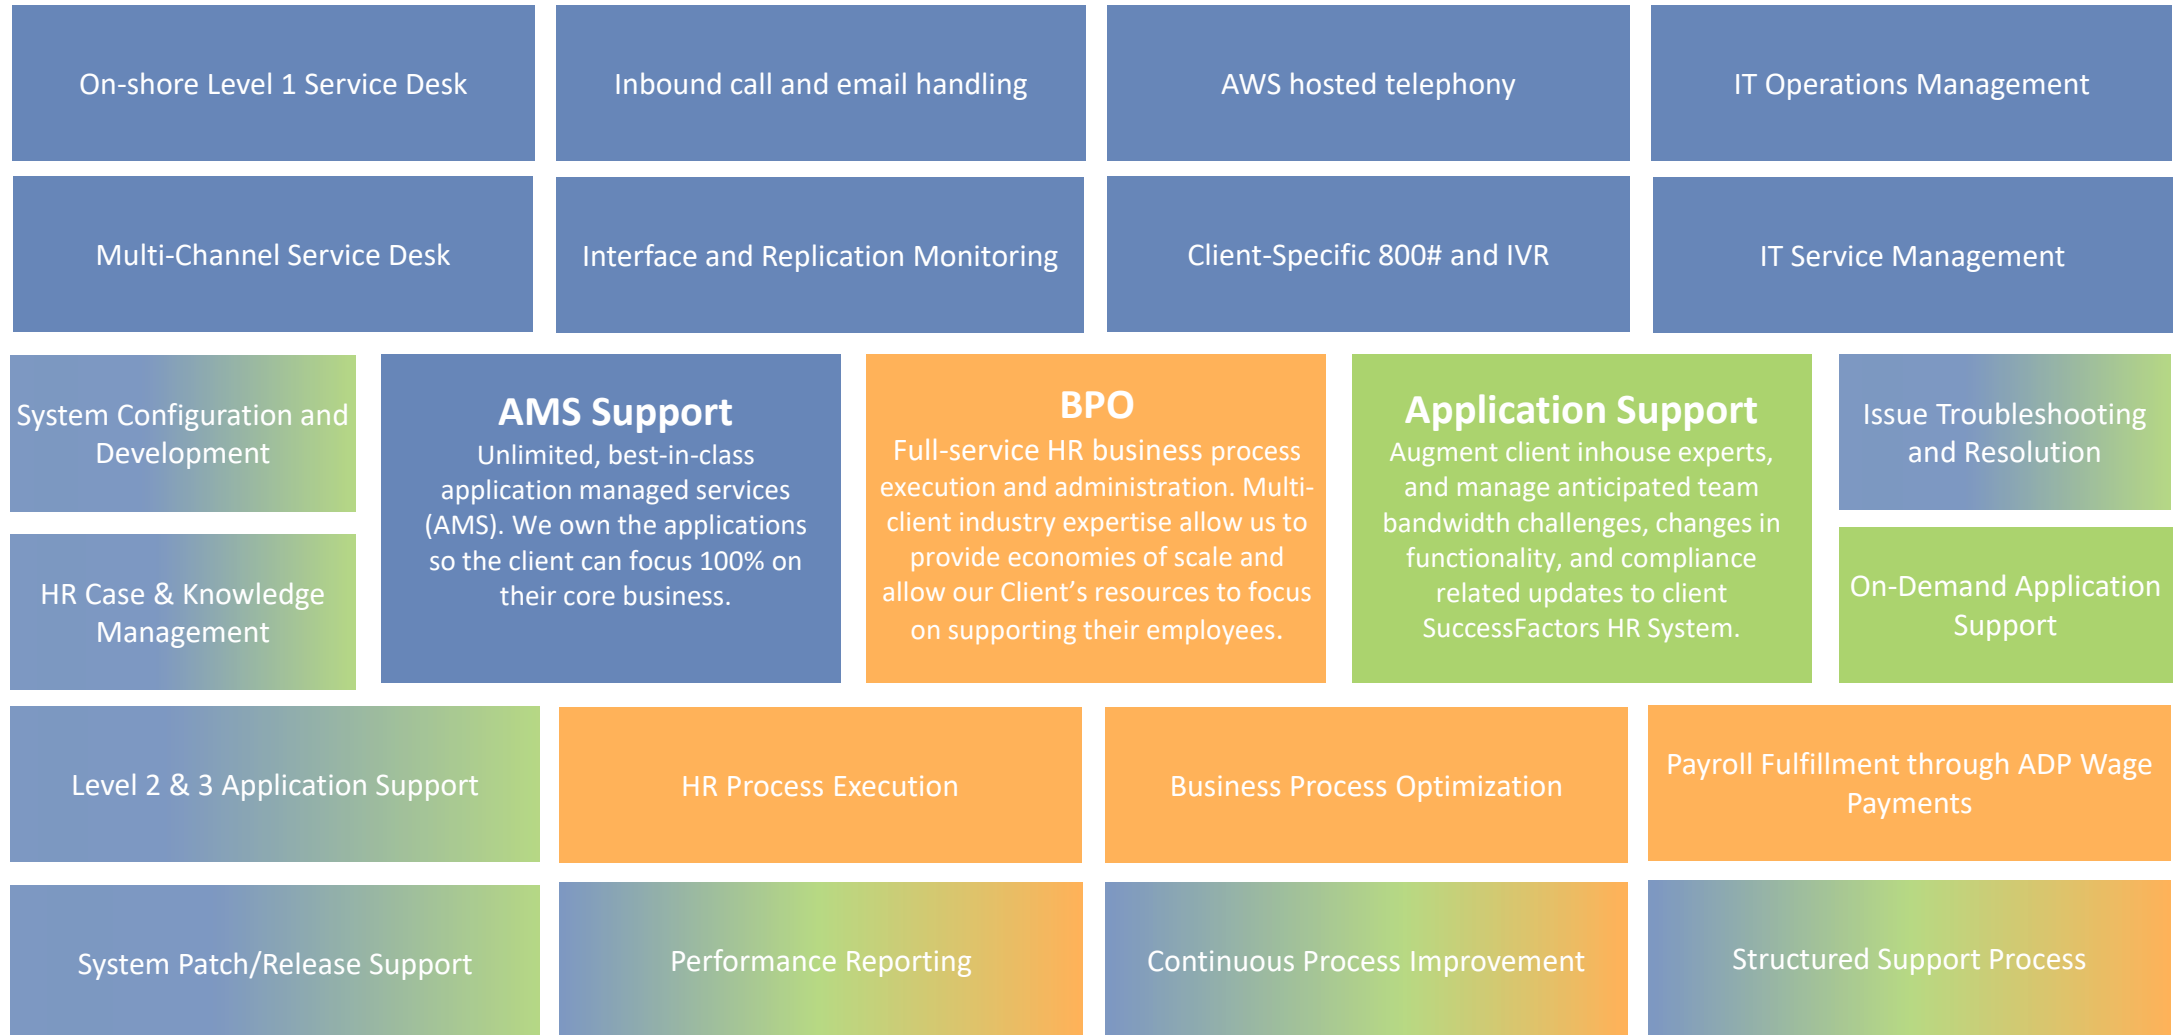 On-shore Level 1 Service Desk
Inbound call and email handling
AWS hosted telephony
IT Operations Management
Multi-Channel Service Desk
Interface and Replication Monitoring
Client-Specific 800# and IVR
IT Service Management
System Configuration and
Development
HR Case & Knowledge
Management
AMS Support
Unlimited, best-in-class
application managed services
(AMS). We own the applications
so the client can focus 100% on
their core business.
BPO
Full-service HR business process
execution and administration. Multi-
client industry expertise allow us to
provide economies of scale and
allow our Client’s resources to focus
on supporting their employees.
Application Support
Augment client inhouse experts,
and manage anticipated team
bandwidth challenges, changes in
functionality, and compliance
related updates to client
SuccessFactors HR System.
Issue Troubleshooting
and Resolution
On-Demand Application
Support
Level 2 & 3 Application Support
HR Process Execution
Business Process Optimization
Payroll Fulfillment through ADP Wage
Payments
System Patch/Release Support
Performance Reporting
Continuous Process Improvement
Structured Support Process